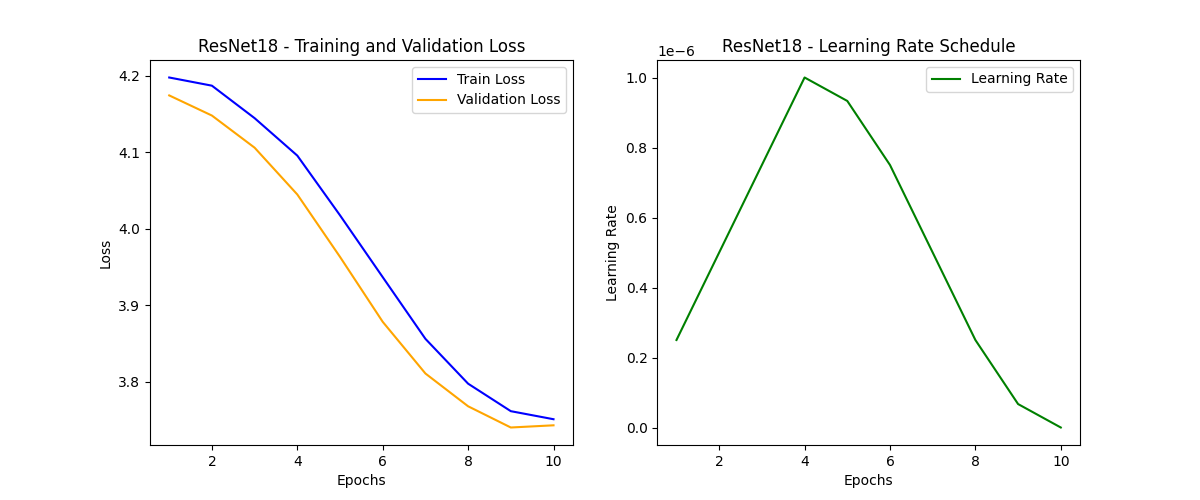 ResNet18 - Training and Validation Loss
Train Loss
Validation Loss
4.2
4.1
4.0
3.9
3.8
Loss
2
4
6
8
10
Epochs
ResNet18 - Learning Rate Schedule
1e−6
Learning Rate
1.0
0.8
0.6
0.4
0.2
0.0
Learning Rate
2
4
6
8
10
Epochs